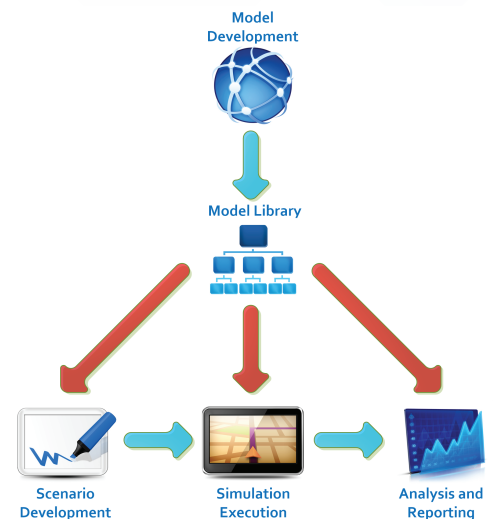 Model
Development
Model Library
Scenario
Development
Simulation
Execution
Analysis and
Reporting